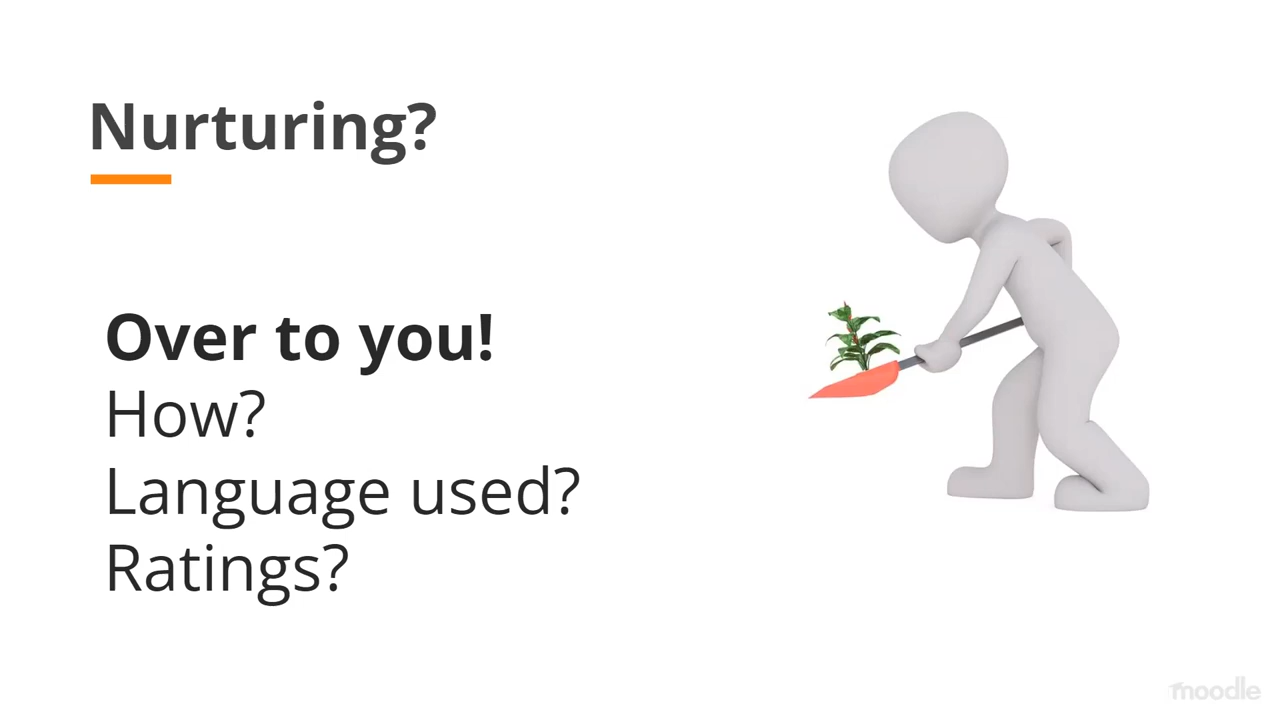 Nurturing?
Over to you!
How?
Language used?
Ratings?
moodle